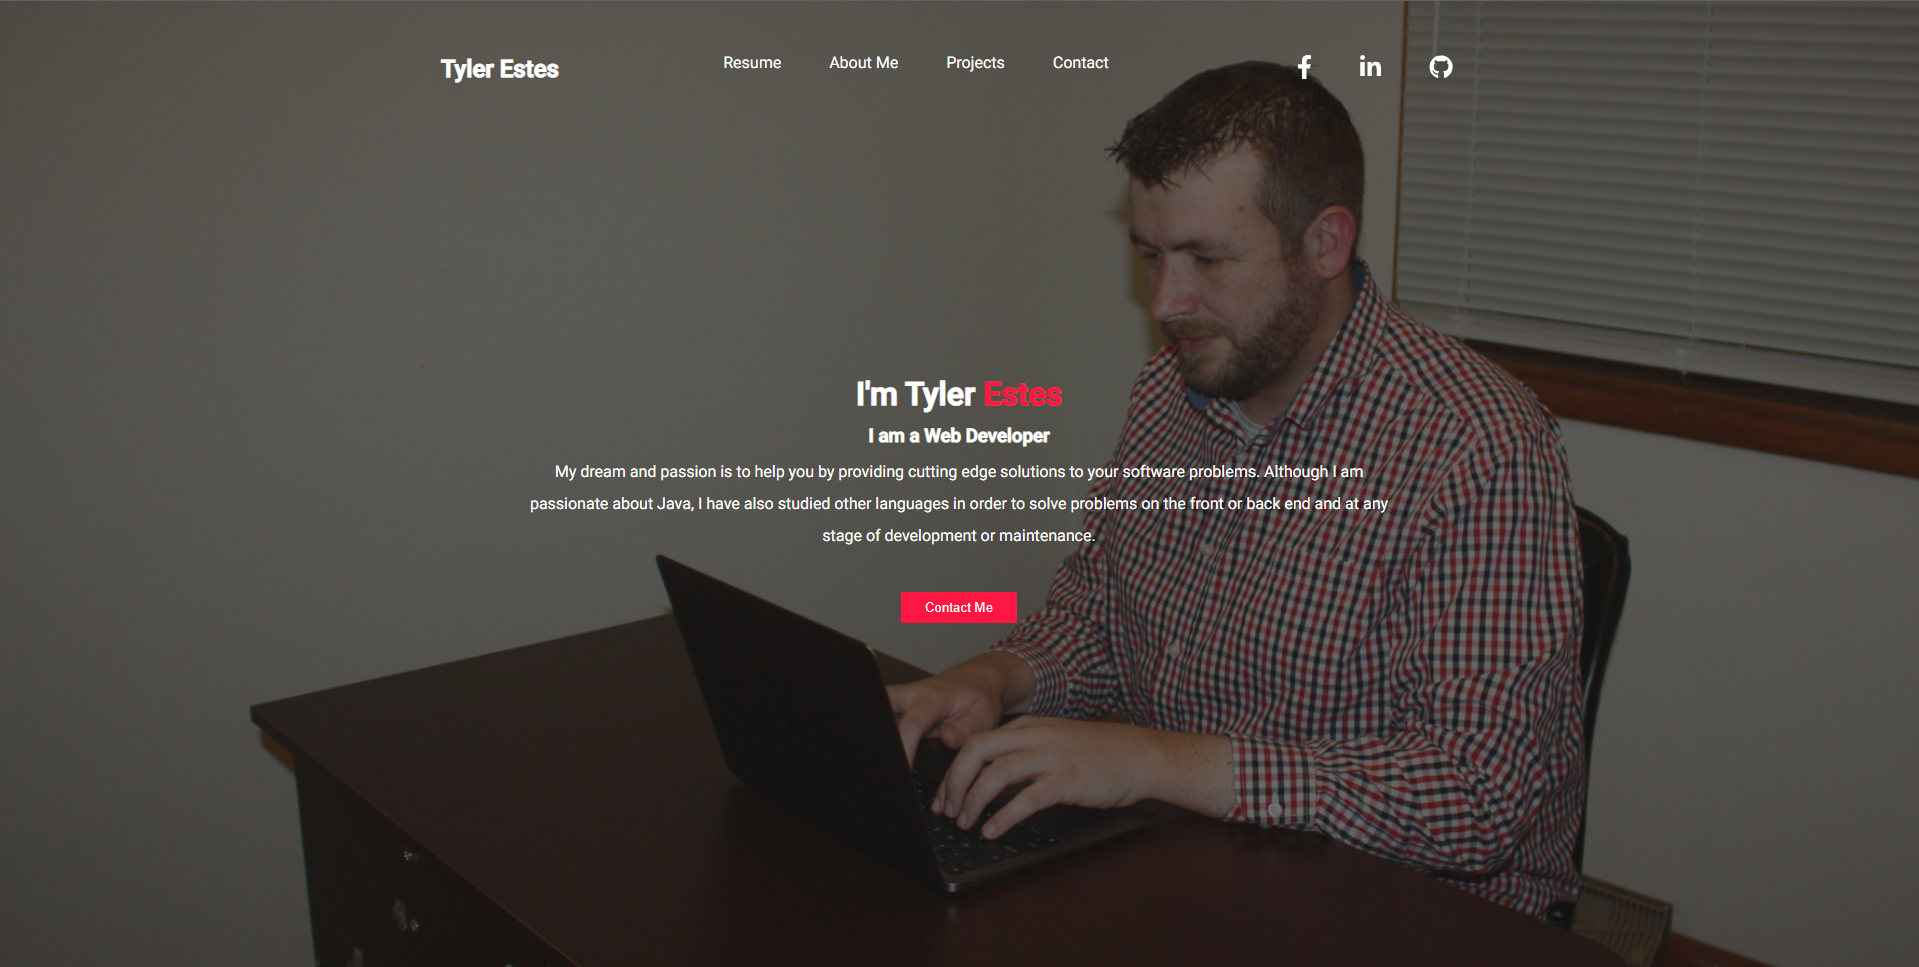 Tyler Estes
Resume
About Me
Projects
Contact
I'm Tyler Estes
I am a Web Developer
My dream and passion is to help you by providing cutting edge solutions to your software problems. Although I am
passionate about Java, I have also studied other languages in order to solve problems on the front or back end and at any
stage of development or maintenance.
Contact Me